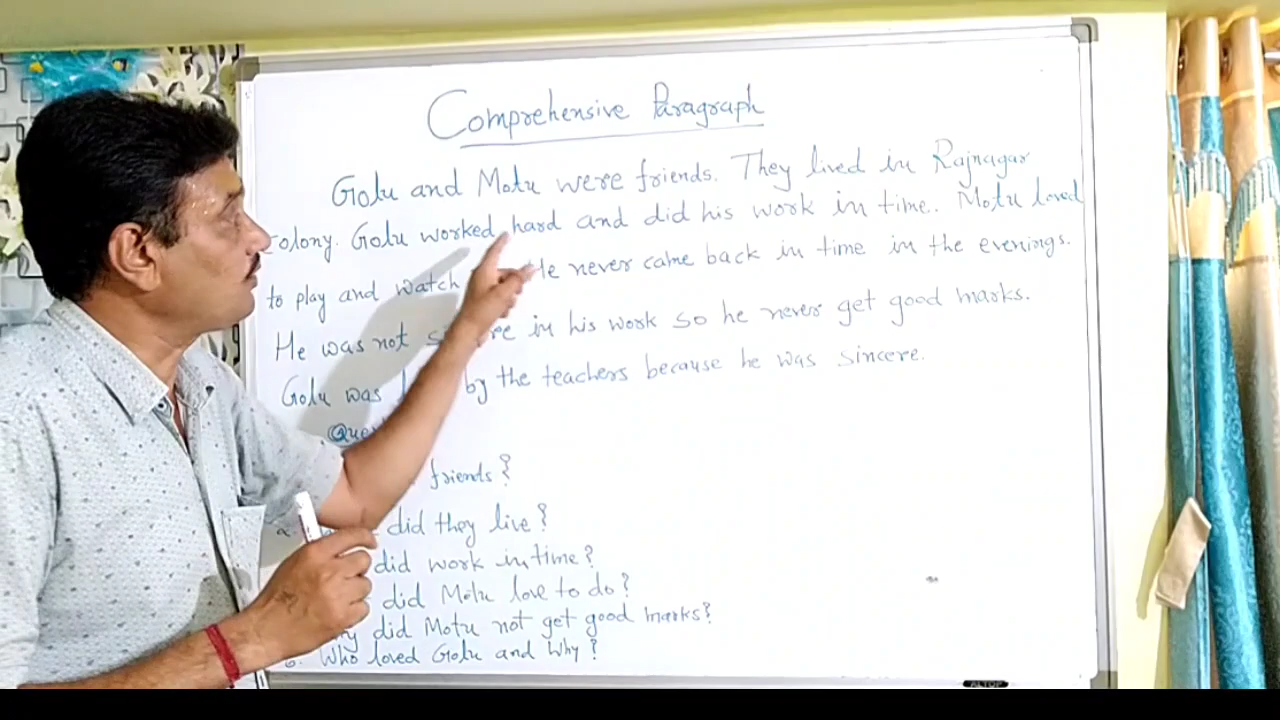 Comprehensive Paragraph
Golu and Motu were friends. They lived in Rajnagar
Colony. Golu worked hard and did his work in time. Motu loved
to play and watch He never came back in time in the evenings.
He was not in his work so he never get good marks.
Golu was by the teachers because he was sincere.
friends?
did they live?
did work in time?
did Motu love to do?
did Motu not get good marks?
6. Who loved Golu and Why?
ALTOP